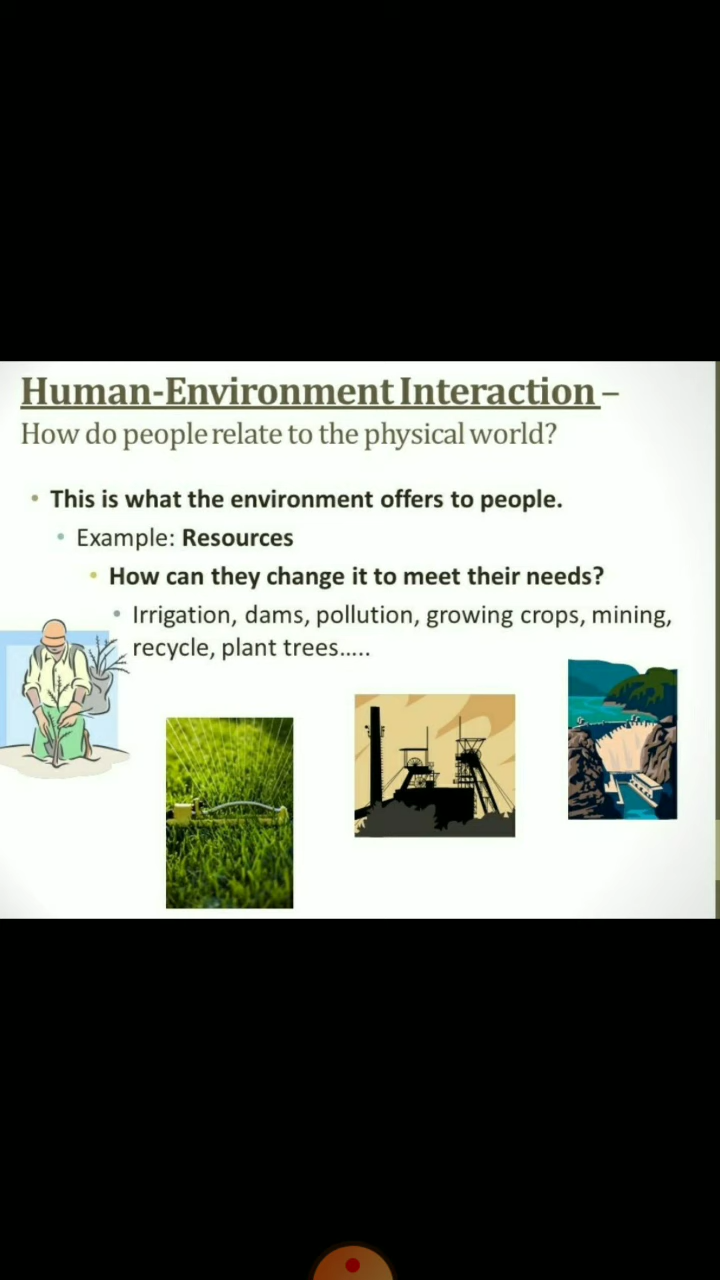 Human-Environment Interaction –
How do people relate to the physical world?
• This is what the environment offers to people.
• Example: Resources
• How can they change it to meet their needs?
• Irrigation, dams, pollution, growing crops, mining,
recycle, plant trees.....